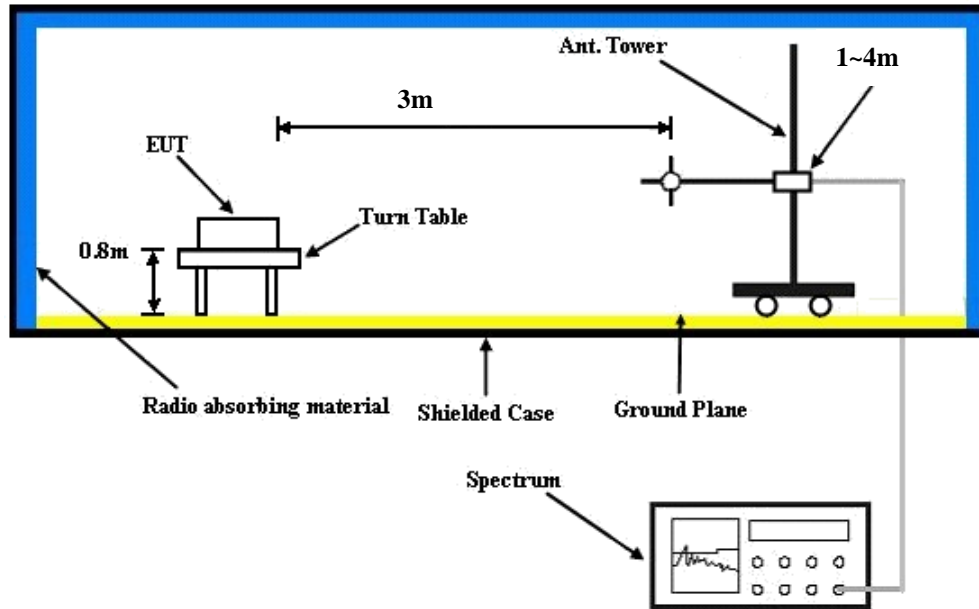 Ant. Tower
1~4m
3m
EUT
Turn Table
0.8m
Radio absorbing material
Shielded Case
Ground Plane
Spectrum